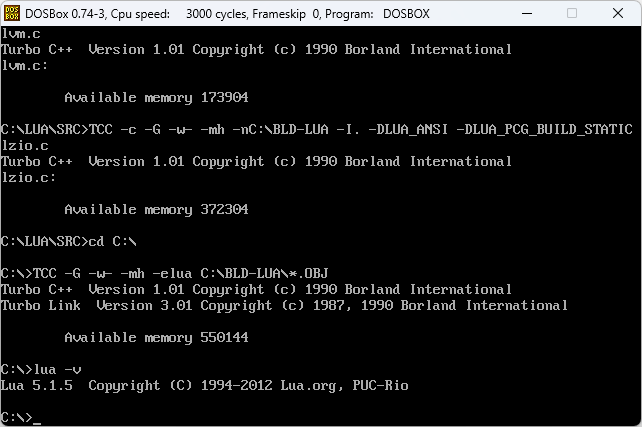 DOSBox 0.74-3, Cpu speed:    3000 cycles, Frameskip  0, Program:   DOSBOX
lvm.c
Turbo C++  Version 1.01 Copyright (c) 1990 Borland International
lvm.c:
        Available memory 173904
C:\LUA\SRC>TCC -c -G -w- -mh -nC:\BLD-LUA -I. -DLUA_ANSI -DLUA_PCG_BUILD_STATIC
lzio.c
Turbo C++  Version 1.01 Copyright (c) 1990 Borland International
lzio.c:
        Available memory 372304
C:\LUA\SRC>cd C:\
C:\>TCC -G -w- -mh -elua C:\BLD-LUA\*.OBJ
Turbo C++  Version 1.01 Copyright (c) 1990 Borland International
Turbo Link  Version 3.01 Copyright (c) 1987, 1990 Borland International
        Available memory 550144
C:\>lua -v
Lua 5.1.5  Copyright (C) 1994-2012 Lua.org, PUC-Rio
C:\>_